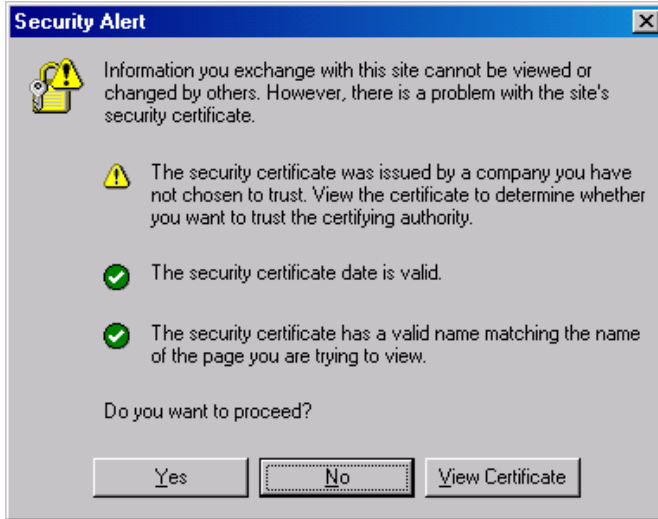 Security Alert
Information you exchange with this site cannot be viewed or
changed by others. However, there is a problem with the site's
security certificate.
The security certificate was issued by a company you have
not chosen to trust. View the certificate to determine whether
you want to trust the certifying authority.
The security certificate date is valid.
The security certificate has a valid name matching the name
of the page you are trying to view.
Do you want to proceed?
Yes No View Certificate